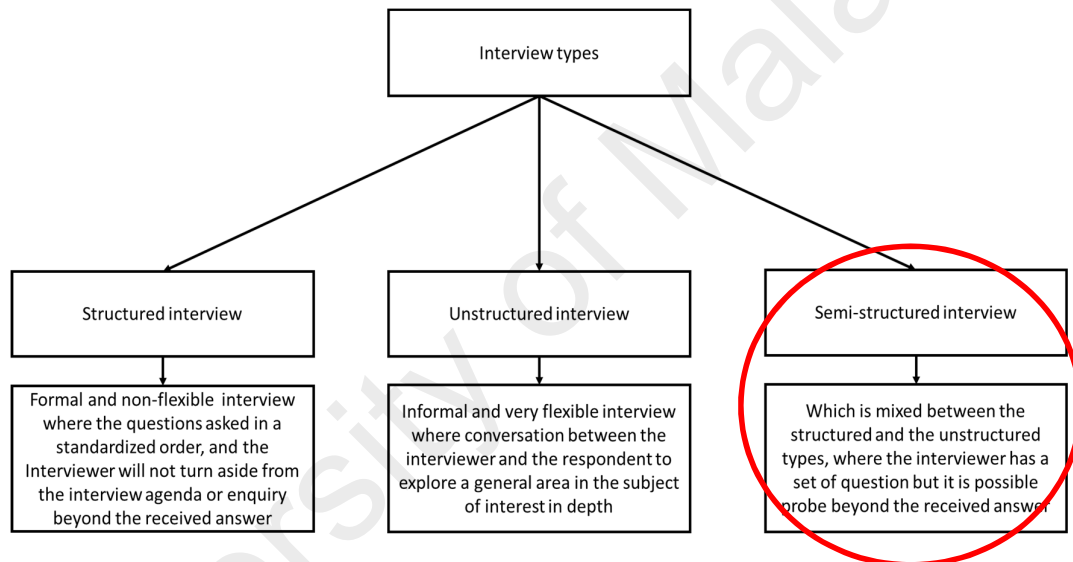 Interview types
Structured interview
Unstructured interview
Semi-structured interview
Formal and non-flexible interview
where the questions asked in a
standardized order, and the
Interviewer will not turn aside from
the interview agenda or enquiry
beyond the received answer
Informal and very flexible interview
where conversation between the
interviewer and the respondent to
explore a general area in the subject
of interest in depth
Which is mixed between the
structured and the unstructured
types, where the interviewer has a
set of question but it is possible
probe beyond the received answer
ersity of Mala